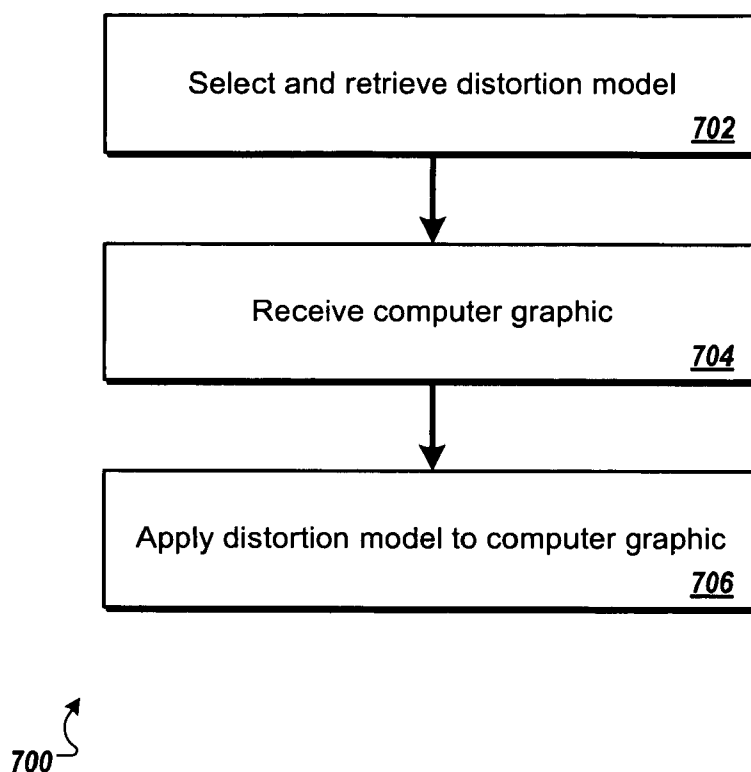 Select and retrieve distortion model
702
Receive computer graphic
704
Apply distortion model to computer graphic
706
700